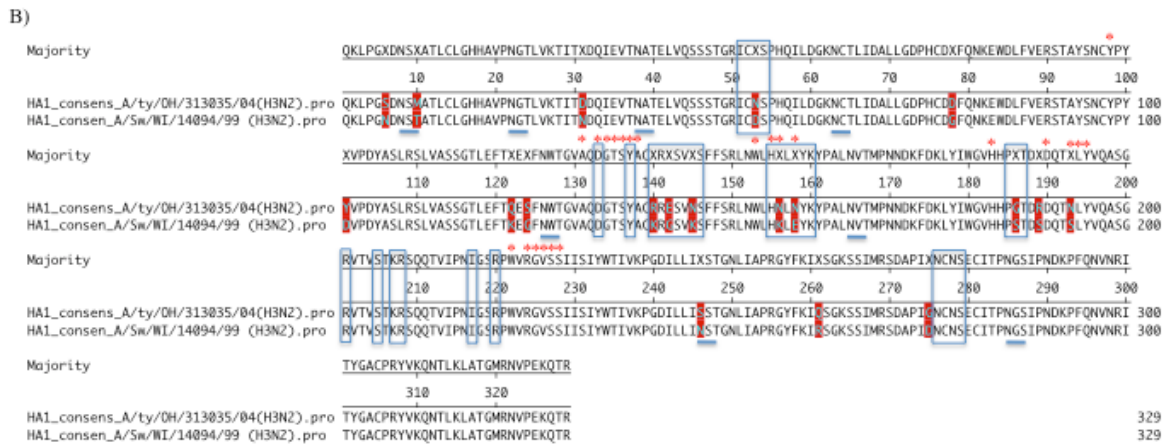 B)
Majority QKLPGXDNSXATLCLGHHAVPNGTLVKTITXDQIEVTNATELVQSSSTGRICXSPHQILDGKNCTLIDALLGDPHCDXFQNKEWDLFVERSTAYSNCYPY
10 20 30 40 50 60 70 80 90 100
HA1_consens_A/ty/OH/313035/04(H3N2).pro QKLPGSDNSMATLCLGHHAVPNGTLVKTITDDQIEVTNATELVQSSSTGRICNSPHQILDGKNCTLIDALLGDPHCDDFQNKEWDLFVERSTAYSNCYPY 100
HA1_consen_A/Sw/WI/14094/99 (H3N2).pro QKLPGNDNSTATLCLGHHAVPNGTLVKTITNDQIEVTNATELVQSSSTGRICDSPHQILDGKNCTLIDALLGDPHCDGFQNKEWDLFVERSTAYSNCYPY 100
Majority XVPDYASLRSLVASSGTLEFTXEXFNWTGVAQDGTSYACXRXSVXSFFSRLNWLHXLXYKYPALNVTMPNNDKFDKLYIWGVHHPXTDXDQTXLYVQASG
110 120 130 140 150 160 170 180 190 200
HA1_consens_A/ty/OH/313035/04(H3N2).pro 200
HA1_consen_A/Sw/WI/14094/99 (H3N2).pro 200
Majority RVTVSTKRSQQTVIPNIGSRPWVRGVSSIISIYWTIVKPGDILLIXSTGNLIAPRGYFKIXSGKSSIMRSDAPIXNCNSECITPNGSIPNDKPFQNVNRI
210 220 230 240 250 260 270 280 290 300
HA1_consens_A/ty/OH/313035/04(H3N2).pro RVTVSTKRSQQTVIPNIGSRPWVRGVSSIISIYWTIVKPGDILLISSTGNLIAPRGYFKIQSGKSSIMRSDAPIGNCNSECITPNGSIPNDKPFQNVNRI 300
HA1_consen_A/Sw/WI/14094/99 (H3N2).pro RVTVSTKRSQQTVIPNIGSRPWVRGVSSIISIYWTIVKPGDILLIKSTGNLIAPRGYFKIRSGKSSIMRSDAPIDNCNSECITPNGSIPNDKPFQNVNRI 300
Majority TYGACPRYVKQNTLKLATGMRNVPEKQTR
310 320
HA1_consens_A/ty/OH/313035/04(H3N2).pro TYGACPRYVKQNTLKLATGMRNVPEKQTR 329
HA1_consen_A/Sw/WI/14094/99 (H3N2).pro TYGACPRYVKQNTLKLATGMRNVPEKQTR 329